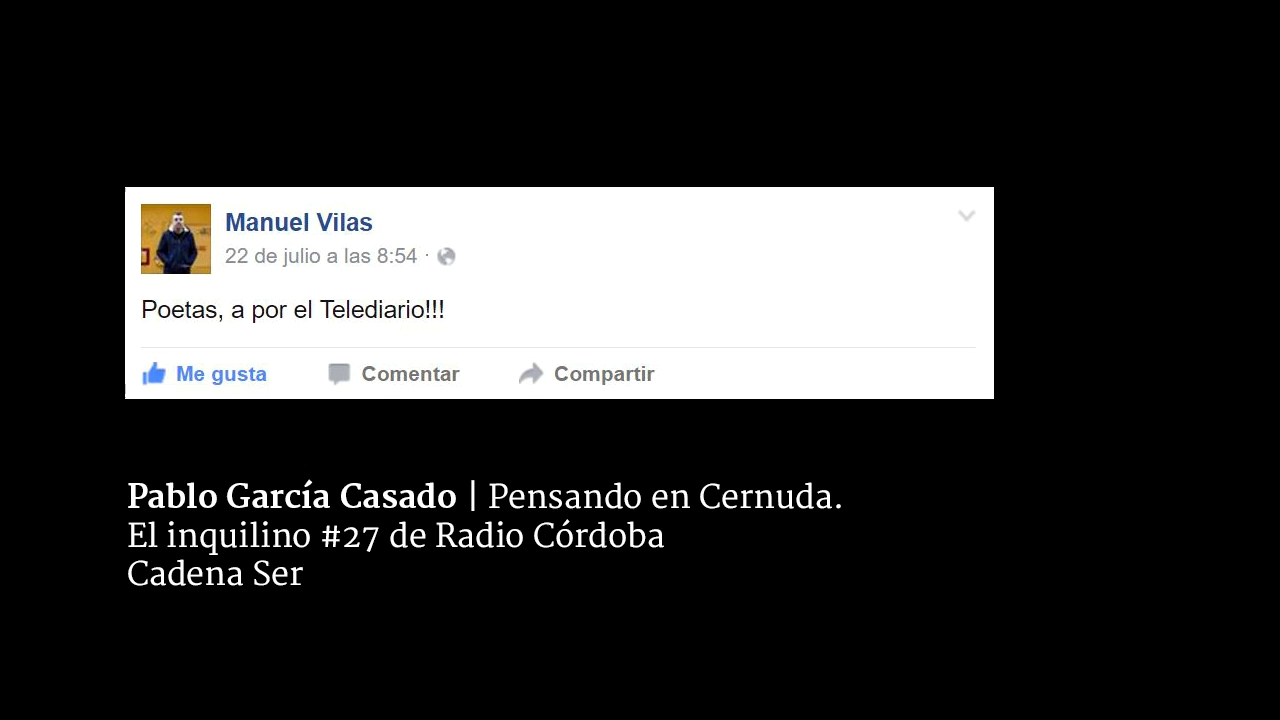 Manuel Vilas
22 de julio a las 8:54 ·
Poetas, a por el Telediario!!!
Me gusta Comentar Compartir
Pablo García Casado | Pensando en Cernuda.
El inquilino #27 de Radio Córdoba
Cadena Ser